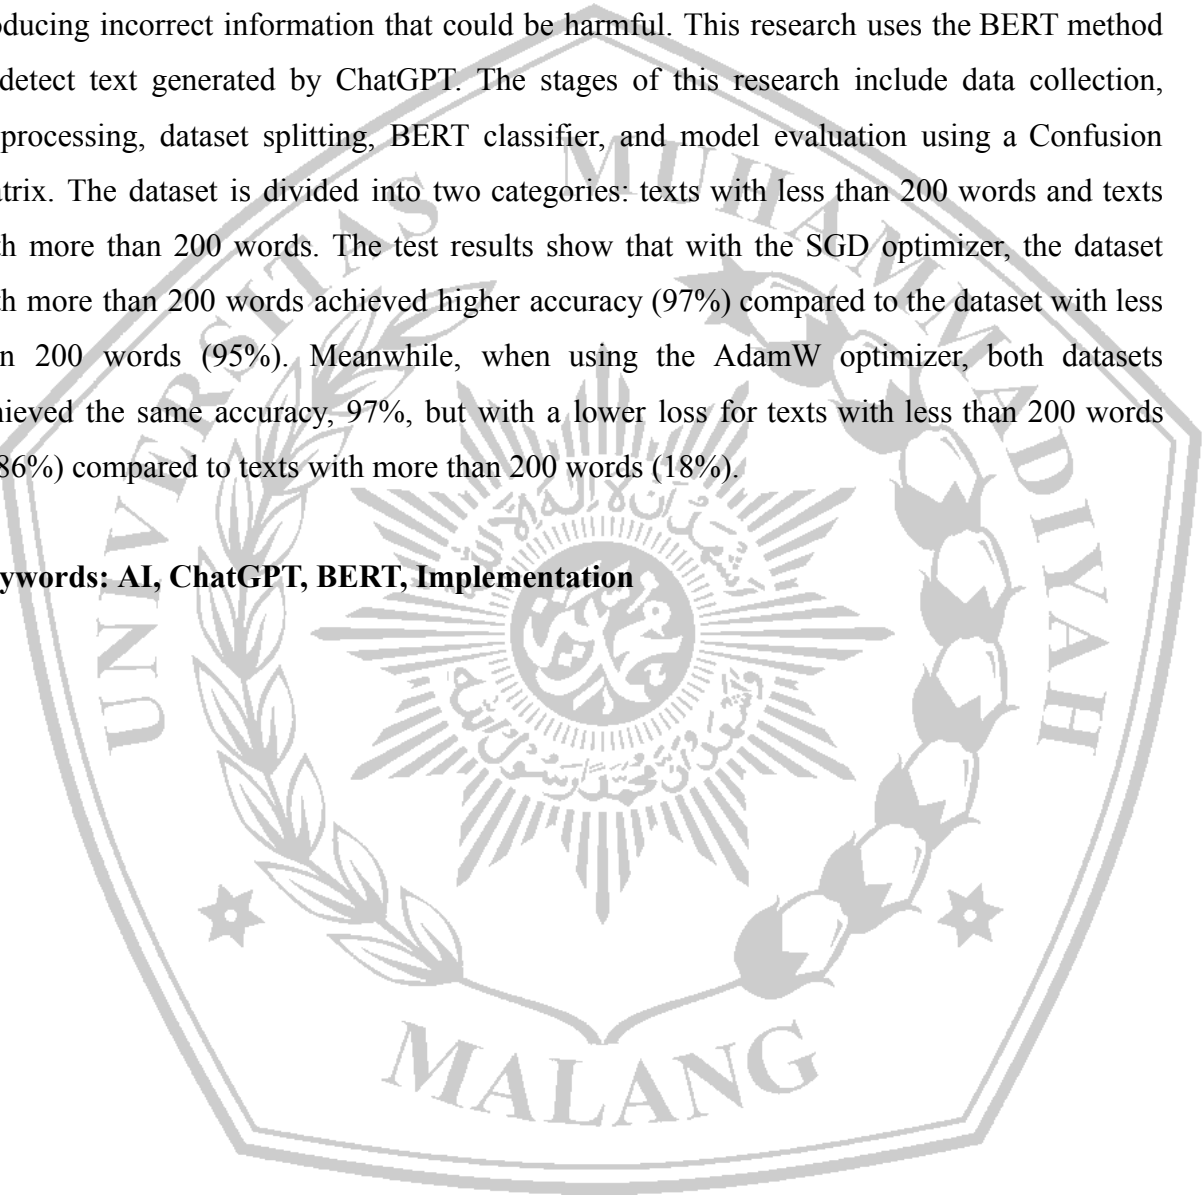 oducing incorrect information that could be harmful. This research uses the BERT method
detect text generated by ChatGPT. The stages of this research include data collection,
processing, dataset splitting, BERT classifier, and model evaluation using a Confusion
atrix. The dataset is divided into two categories: texts with less than 200 words and texts
th more than 200 words. The test results show that with the SGD optimizer, the dataset
th more than 200 words achieved higher accuracy (97%) compared to the dataset with less
n 200 words (95%). Meanwhile, when using the AdamW optimizer, both datasets
hieved the same accuracy, 97%, but with a lower loss for texts with less than 200 words
86%) compared to texts with more than 200 words (18%).
ywords: AI, ChatGPT, BERT, Implementation
UNIVERSITAS MUHAMMADIYAH
MALANG